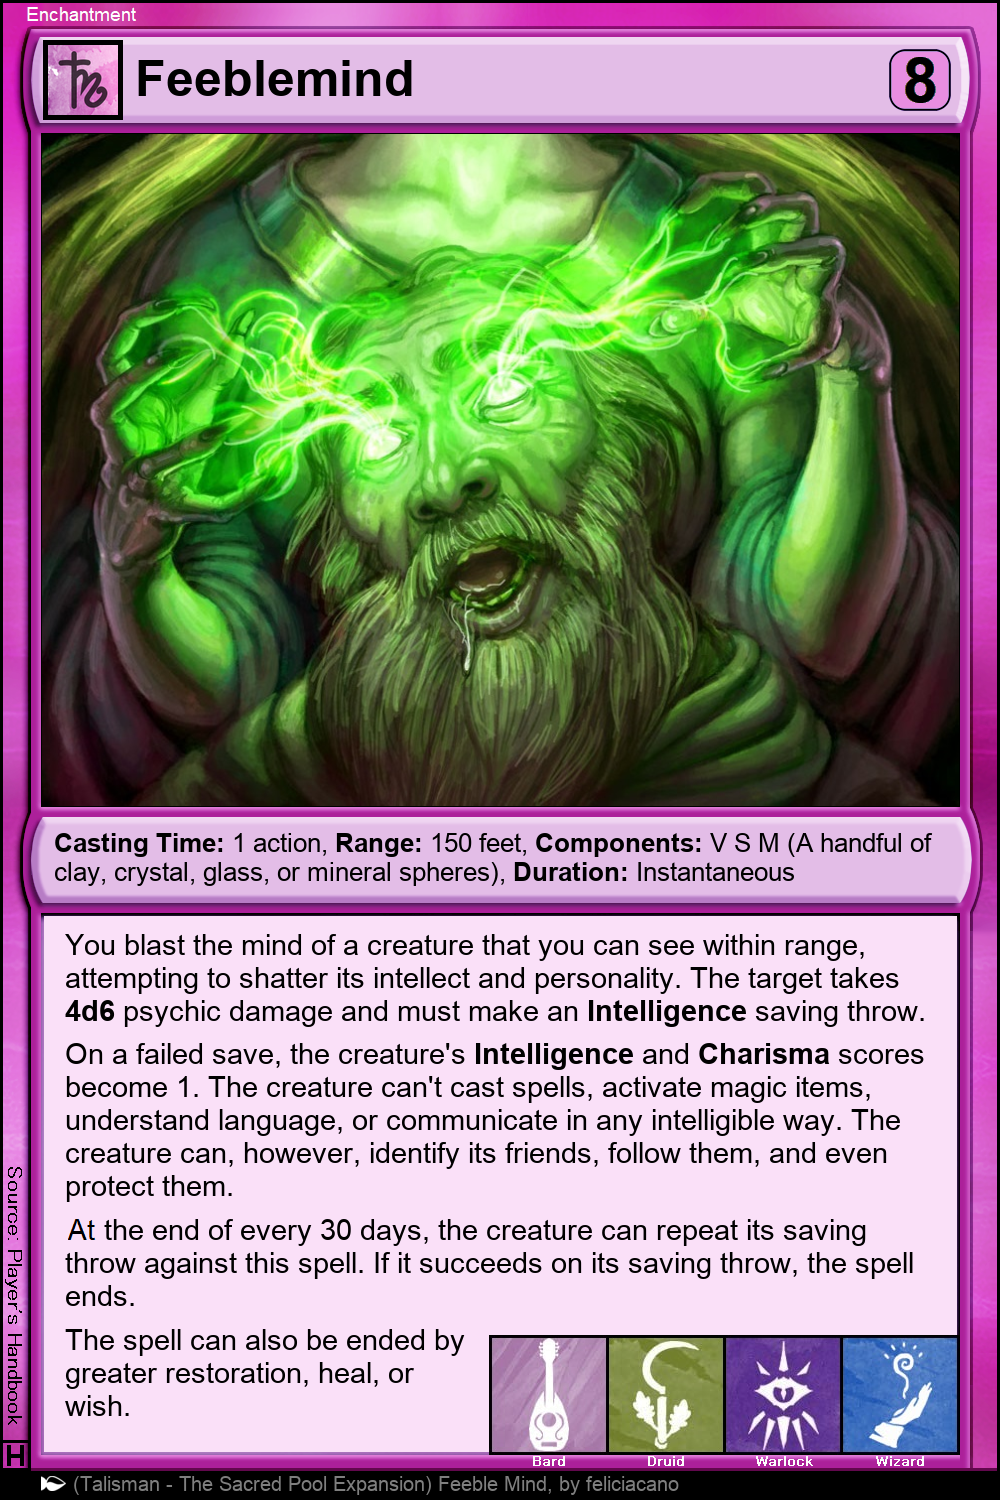 Enchantment
Feeblemind
8
Casting Time: 1 action, Range: 150 feet, Components: V S M (A handful of
clay, crystal, glass, or mineral spheres), Duration: Instantaneous
You blast the mind of a creature that you can see within range,
attempting to shatter its intellect and personality. The target takes
4d6 psychic damage and must make an Intelligence saving throw.
On a failed save, the creature's Intelligence and Charisma scores
become 1. The creature can't cast spells, activate magic items,
understand language, or communicate in any intelligible way. The
creature can, however, identify its friends, follow them, and even
protect them.
At the end of every 30 days, the creature can repeat its saving
throw against this spell. If it succeeds on its saving throw, the spell
ends.
The spell can also be ended by
greater restoration, heal, or
wish.
Bard
Druid
Warlock
Wizard
Source: Player's Handbook
H
(Talisman - The Sacred Pool Expansion) Feeble Mind, by feliciacano